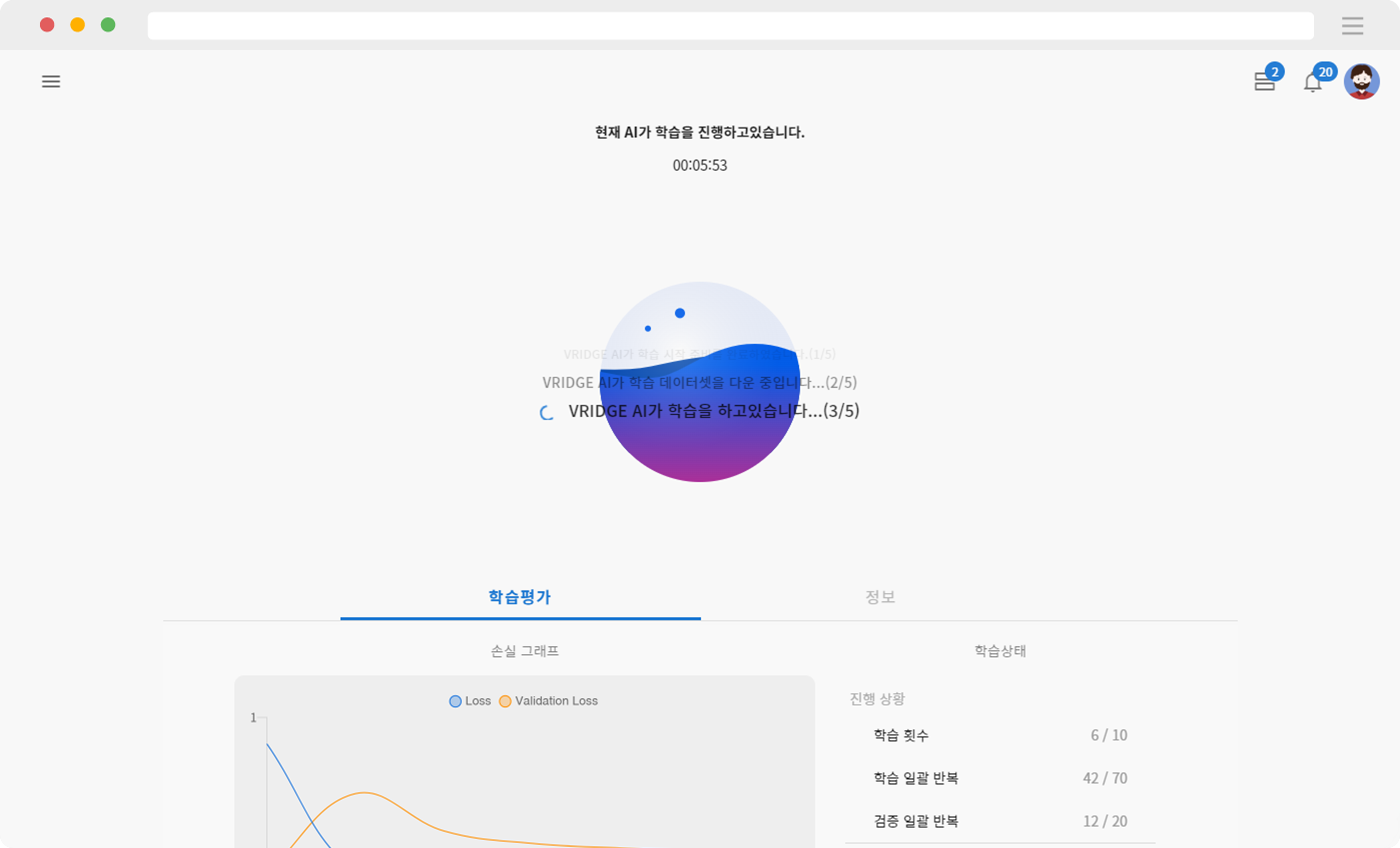 2
20
현재 AI가 학습을 진행하고있습니다.
00:05:53
VRIDGE AI가 학습 시작 (1/5)
VRIDGE AI가 학습 데이터셋을 다운 중입니다...(2/5)
VRIDGE AI가 학습을 하고있습니다...(3/5)
학습평가
정보
손실 그래프
학습상태
Loss
Validation Loss
1
진행 상황
학습 횟수
6 / 10
학습 일괄 반복
42 / 70
검증 일괄 반복
12 / 20